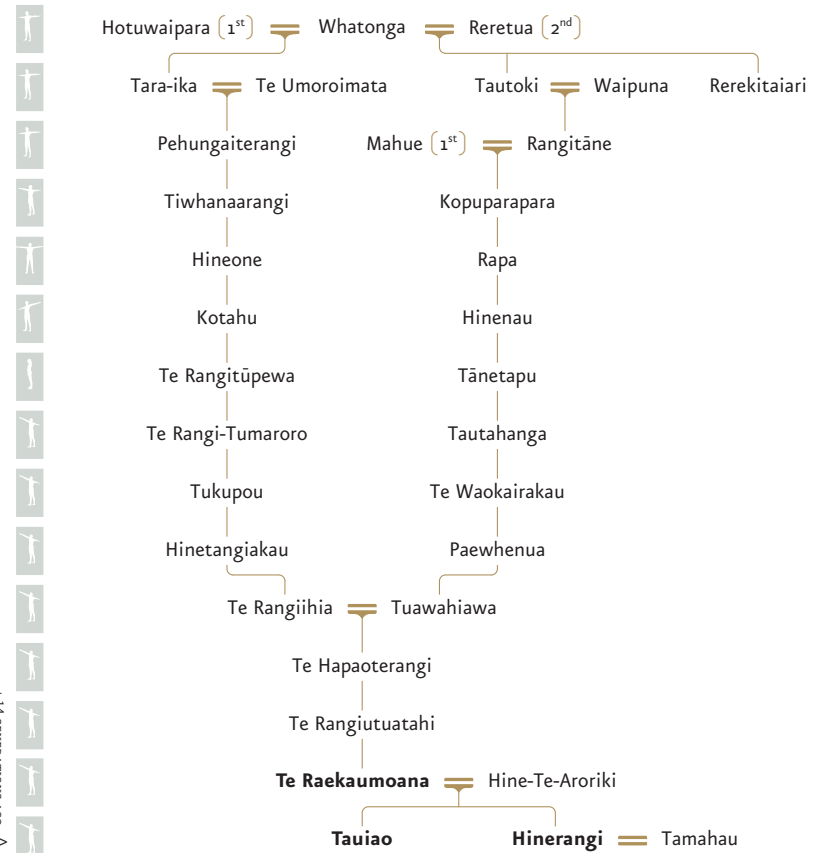 Hotuwaipara (1st) Whatonga Reretua (2nd)
Tara-ika Te Umoroimata Tautoki Waipuna Rerekitaiari
Pehungaiterangi Mahue (1st) Rangitāne
Tiwhanaarangi Kopuparapara
Hineone Rapa
Kotahu Hinenau
Te Rangitūpewa Tānetapu
Te Rangi-Tumaroro Tautahanga
Tukupou Te Waokairakau
Hinetangiakau Paewhenua
Te Rangiihia Tuawahiawa
Te Hapaoterangi
Te Rangiutuatahi
Te Raekaumoana Hine-Te-Aroriki
Tauiao Hinerangi Tamahau